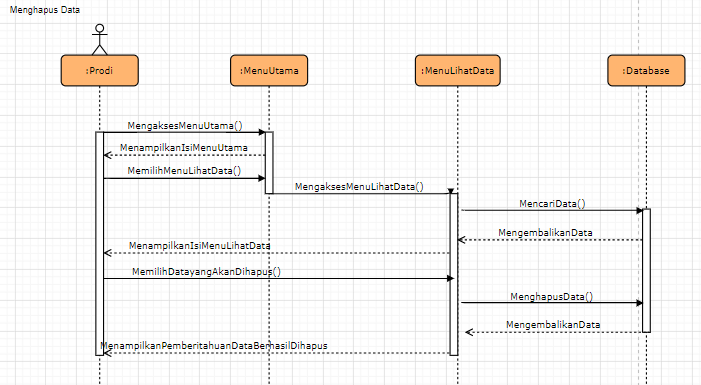 Menghapus Data
:Prodi
:MenuUtama
:MenuLihatData
:Database
MengaksesMenuUtama()
MenampilkanIsiMenuUtama
MemilihMenuLihatData()
MengaksesMenuLihatData()
MencariData()
MengembalikanData
MenampilkanIsiMenuLihatData
MemilihDatayangAkanDihapus()
MenghapusData()
MengembalikanData
MenampilkanPemberitahuanDataBerhasilDihapus